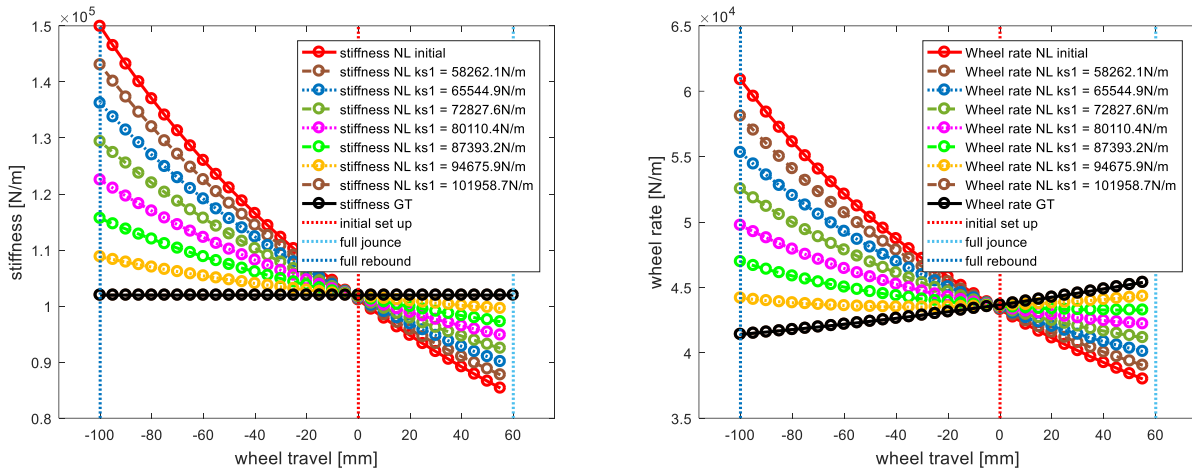 ×10⁵
1.5
1.4
1.3
1.2
1.1
1
0.9
0.8
stiffness [N/m]
-100 -80 -60 -40 -20 0 20 40 60
wheel travel [mm]
stiffness NL initial
stiffness NL ks1 = 58262.1N/m
stiffness NL ks1 = 65544.9N/m
stiffness NL ks1 = 72827.6N/m
stiffness NL ks1 = 80110.4N/m
stiffness NL ks1 = 87393.2N/m
stiffness NL ks1 = 94675.9N/m
stiffness NL ks1 = 101958.7N/m
stiffness GT
initial set up
full jounce
full rebound
×10⁴
6.5
6
5.5
5
4.5
4
3.5
wheel rate [N/m]
-100 -80 -60 -40 -20 0 20 40 60
wheel travel [mm]
Wheel rate NL initial
Wheel rate NL ks1 = 58262.1N/m
Wheel rate NL ks1 = 65544.9N/m
Wheel rate NL ks1 = 72827.6N/m
Wheel rate NL ks1 = 80110.4N/m
Wheel rate NL ks1 = 87393.2N/m
Wheel rate NL ks1 = 94675.9N/m
Wheel rate NL ks1 = 101958.7N/m
Wheel rate GT
initial set up
full jounce
full rebound